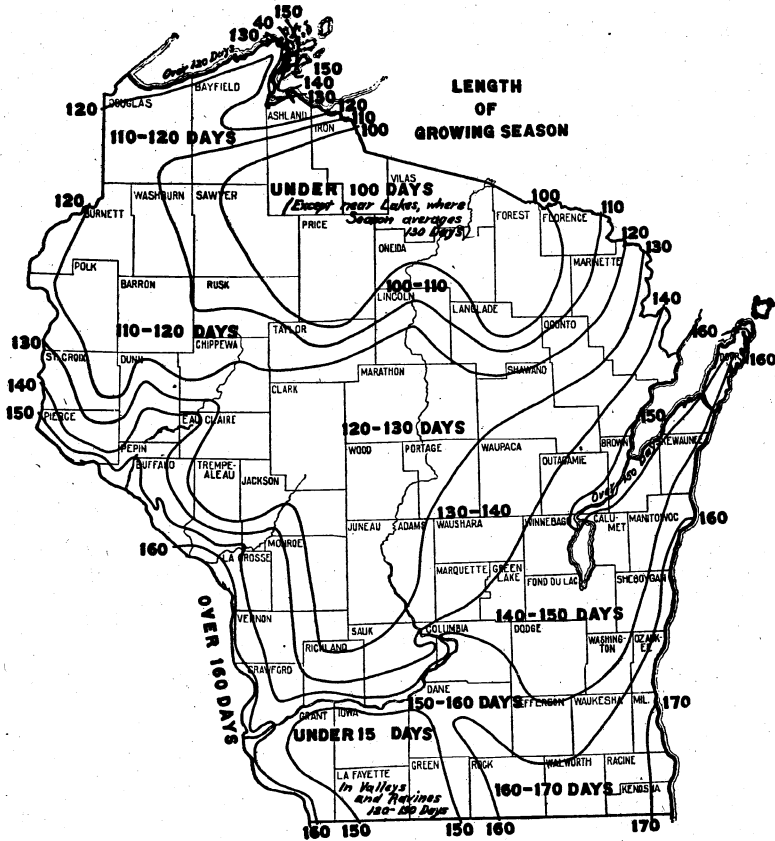 150
40
130
Over 120 Days
150
140
130
120
110
100
120
DOUGLAS
BAYFIELD
ASHLAND
IRON
LENGTH
OF
GROWING SEASON
110-120 DAYS
VILAS
UNDER 100 DAYS
(Except near Lakes, where
Season averages
130 Days)
120
BURNETT
WASHBURN
SAWYER
PRICE
ONEIDA
FOREST
FLORENCE
100
110
120
130
MARINETTE
POLK
BARRON
RUSK
100-110
LINCOLN
LANGLADE
OCONTO
140
110-120 DAYS
CHIPPEWA
TAYLOR
160
DOOR
160
130
ST. CROIX
DUNN
MARATHON
SHAWANO
140
CLARK
150
PIERCE
EAU CLAIRE
120-130 DAYS
150
PEPIN
BUFFALO
TREMPE-
ALEAU
JACKSON
WOOD
PORTAGE
WAUPACA
OUTAGAMIE
BROWN
KEWAUNEE
Over 150 Days
130-140
JUNEAU
ADAMS
WAUSHARA
WINNEBAGO
CALU-
MET
MANITOWOC
160
160
LA CROSSE
MONROE
MARQUETTE
GREEN
LAKE
FOND DU LAC
SHEBOYGAN
OVER 160 DAYS
VERNON
140-150 DAYS
SAUK
COLUMBIA
DODGE
WASHING-
TON
OZAUK-
EE
RICHLAND
CRAWFORD
DANE
150-160 DAYS
JEFFERSON
WAUKESHA
MIL.
170
GRANT
IOWA
UNDER 15 DAYS
LA FAYETTE
GREEN
ROCK
WALWORTH
RACINE
In Valleys
and Ravines
120-130 Days
160-170 DAYS
KENOSHA
160
150
150
160
170